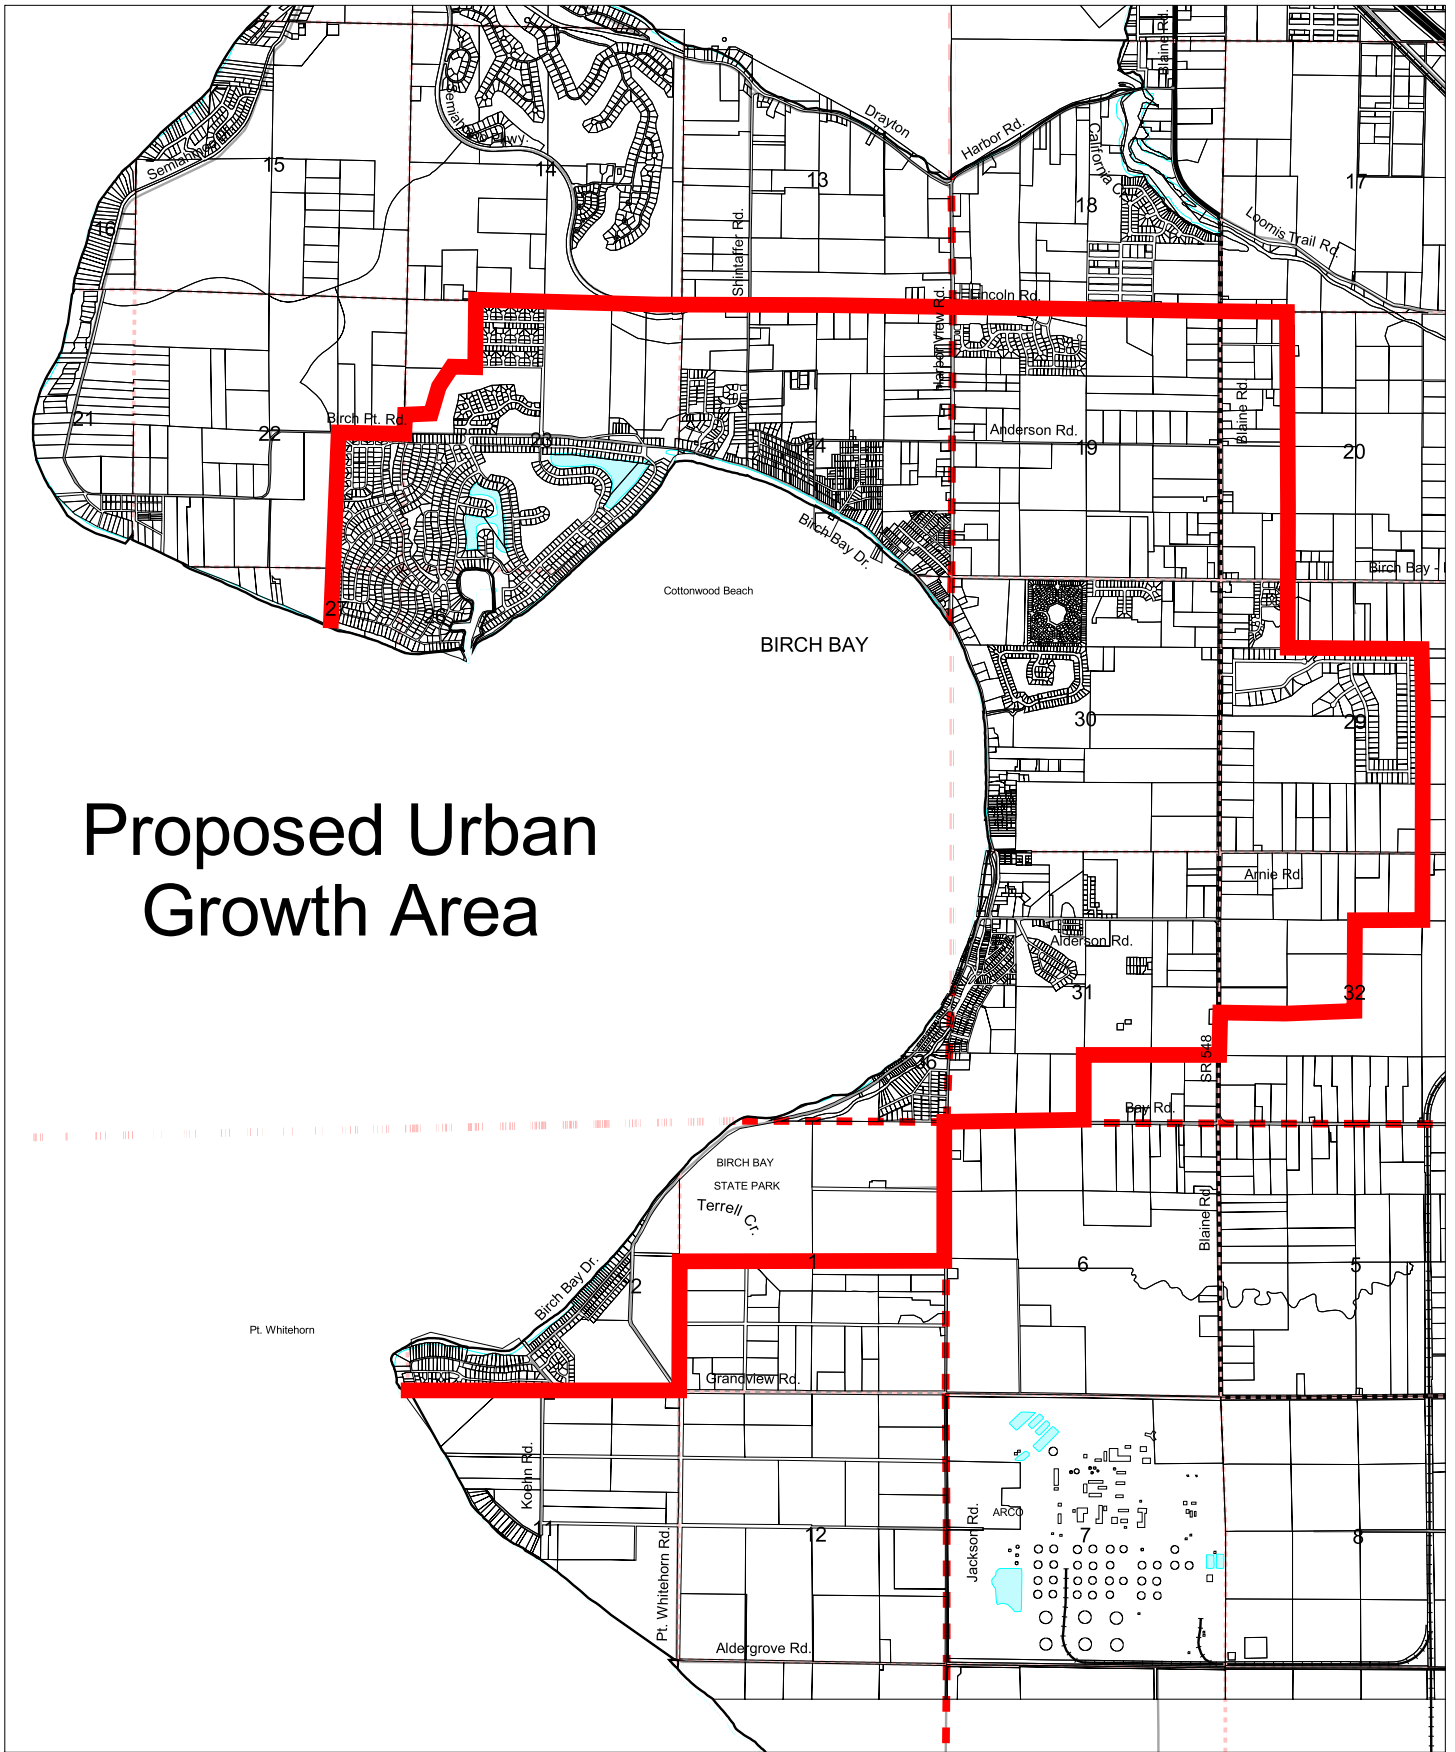 Blaine Rd.
Drayton
Harbor Rd.
California Cr.
Semiahmoo Pkwy.
14
13
15
17
18
16
Loomis Trail Rd.
Shintaffer Rd.
Lincoln Rd.
Harborview Rd.
Birch Pt. Rd.
21
22
23
24
Anderson Rd.
19
Blaine Rd.
20
Birch Bay Dr.
Birch Bay -
Cottonwood Beach
27
26
BIRCH BAY
30
29
Proposed Urban
Growth Area
Arnie Rd.
Alderson Rd.
31
32
SR 548
36
Bay Rd.
BIRCH BAY
STATE PARK
Terrell Cr.
Blaine Rd.
Birch Bay Dr.
2
1
6
5
Pt. Whitehorn
Grandview Rd.
Koehn Rd.
11
Pt. Whitehorn Rd.
12
Jackson Rd.
ARCO
7
8
Aldergrove Rd.